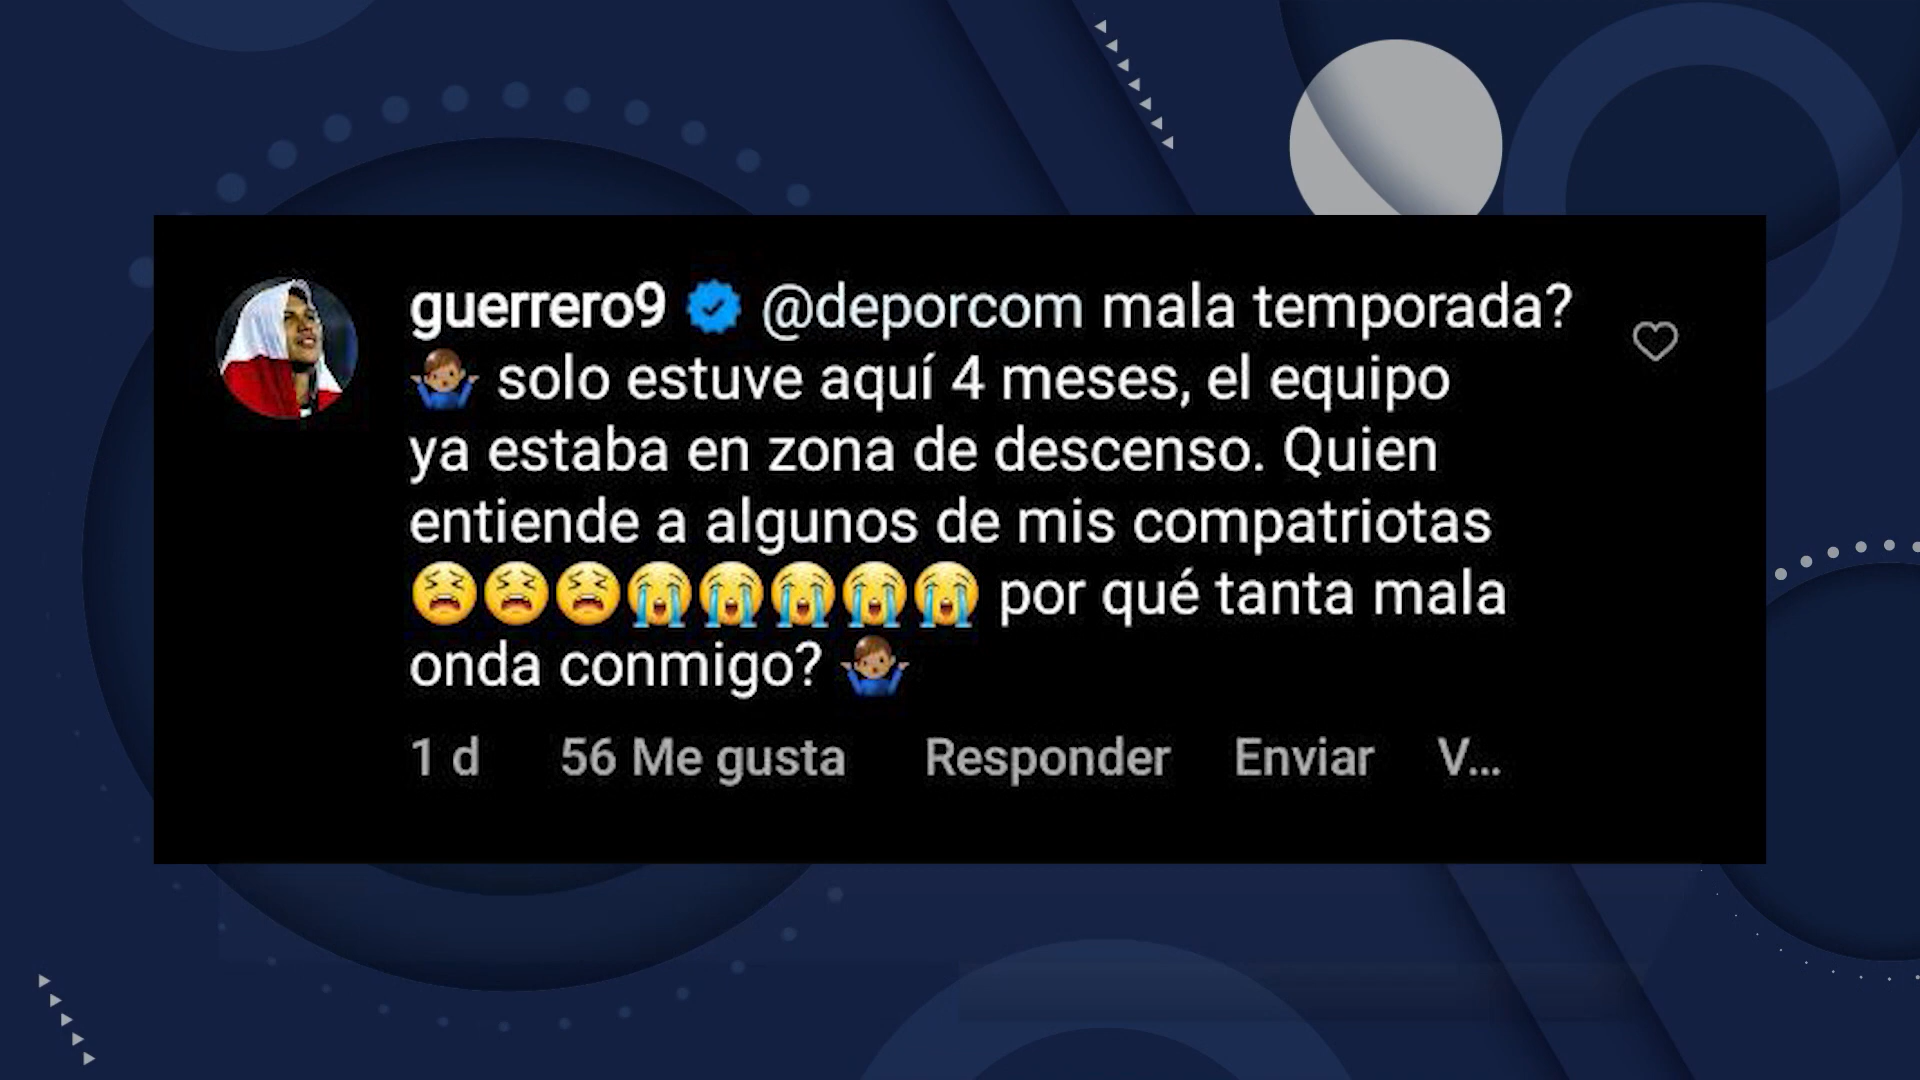 guerrero9 @deporcom mala temporada?
🤷🏽‍♂️ solo estuve aquí 4 meses, el equipo
ya estaba en zona de descenso. Quien
entiende a algunos de mis compatriotas
😫😫😫😭😭😭😭😭 por qué tanta mala
onda conmigo? 🤷🏽‍♂️
1 d 56 Me gusta Responder Enviar V...